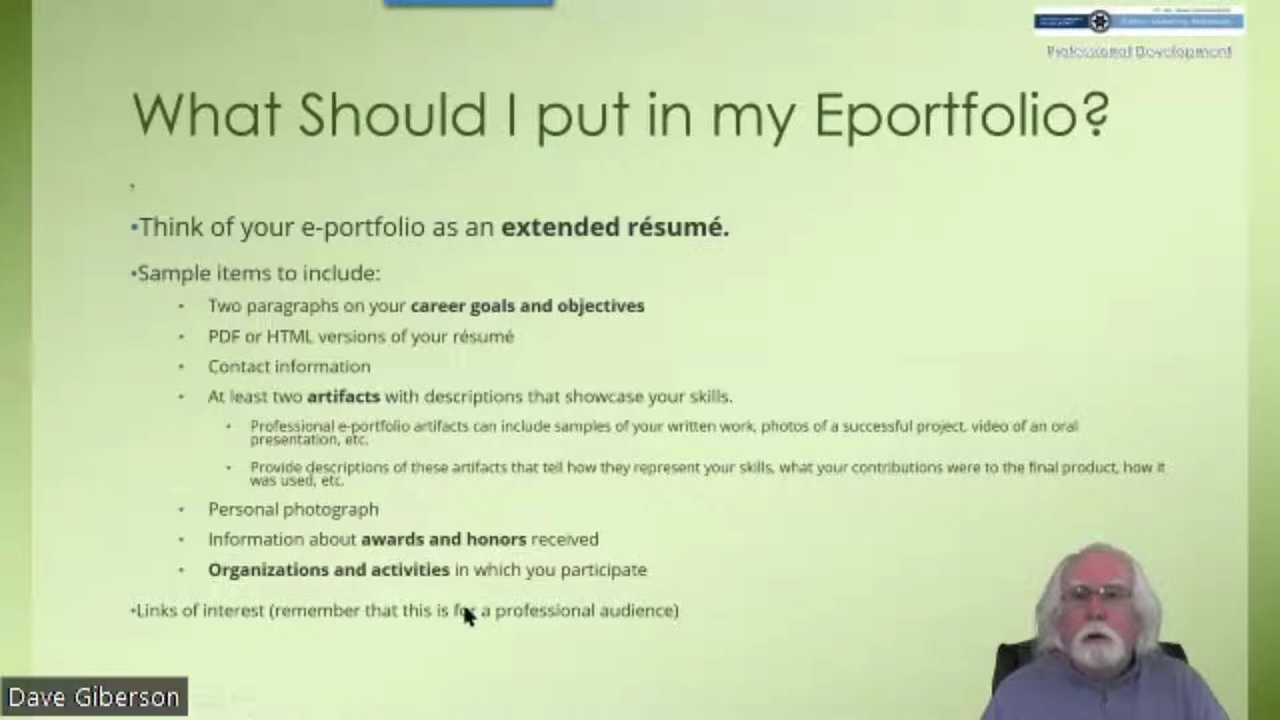 Professional Development
What Should I put in my Eportfolio?
•Think of your e-portfolio as an extended résumé.
•Sample items to include:
• Two paragraphs on your career goals and objectives
• PDF or HTML versions of your résumé
• Contact information
• At least two artifacts with descriptions that showcase your skills.
• Professional e-portfolio artifacts can include samples of your written work, photos of a successful project, video of an oral
presentation, etc.
• Provide descriptions of these artifacts that tell how they represent your skills, what your contributions were to the final product, how it
was used, etc.
• Personal photograph
• Information about awards and honors received
• Organizations and activities in which you participate
•Links of interest (remember that this is for a professional audience)
Dave Giberson